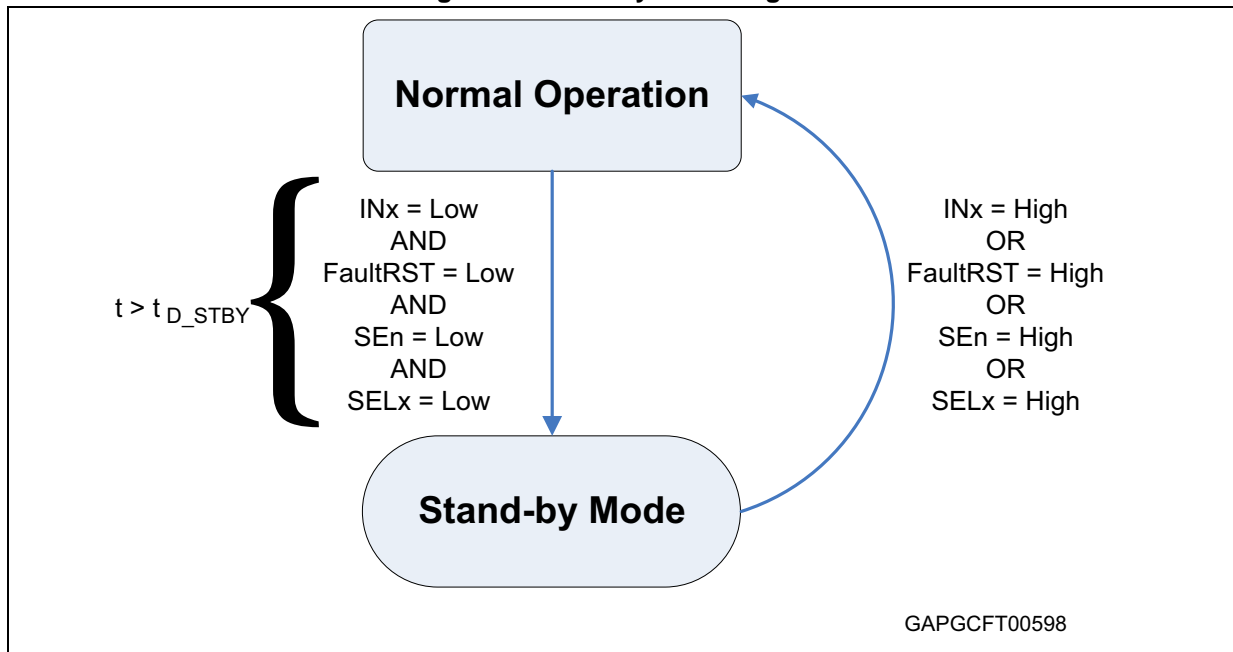 Normal Operation
INx = Low
AND
FaultRST = Low
AND
SEn = Low
AND
SELx = Low
t > t D_STBY
INx = High
OR
FaultRST = High
OR
SEn = High
OR
SELx = High
Stand-by Mode
GAPGCFT00598